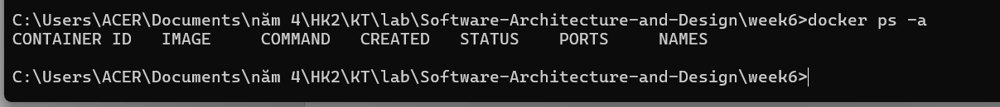 C:\Users\ACER\Documents\năm 4\HK2\KT\lab\Software-Architecture-and-Design\week6>docker ps -a
CONTAINER ID   IMAGE     COMMAND   CREATED   STATUS    PORTS     NAMES
C:\Users\ACER\Documents\năm 4\HK2\KT\lab\Software-Architecture-and-Design\week6>